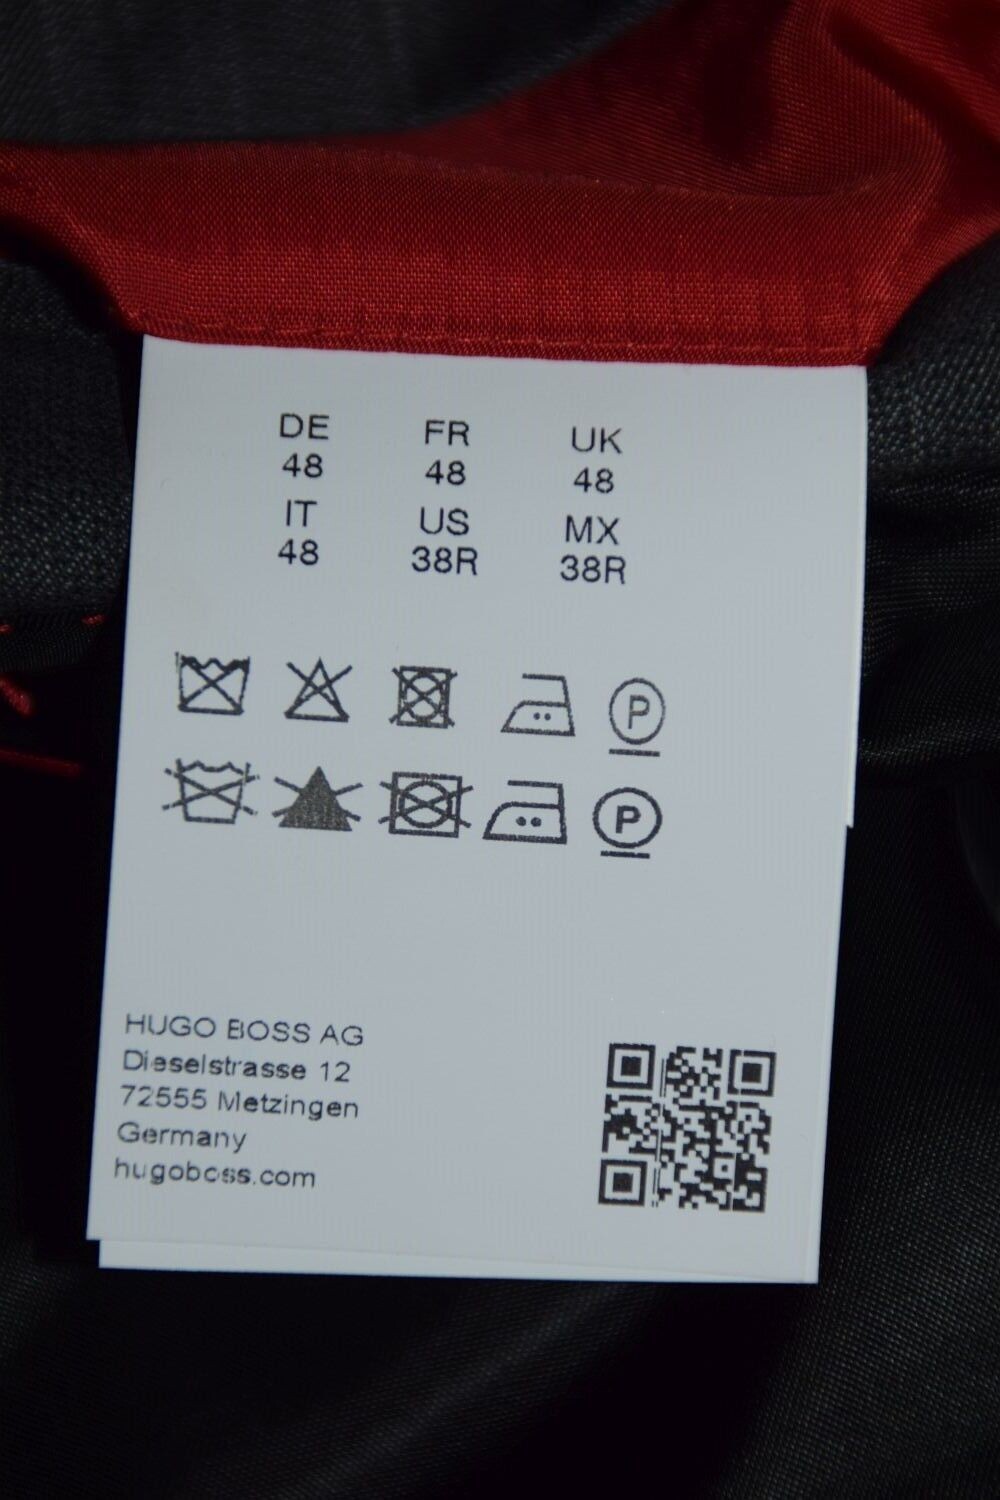 DE FR UK
48 48 48
IT US MX
48 38R 38R
P
P
HUGO BOSS AG
Dieselstrasse 12
72555 Metzingen
Germany
hugoboss.com